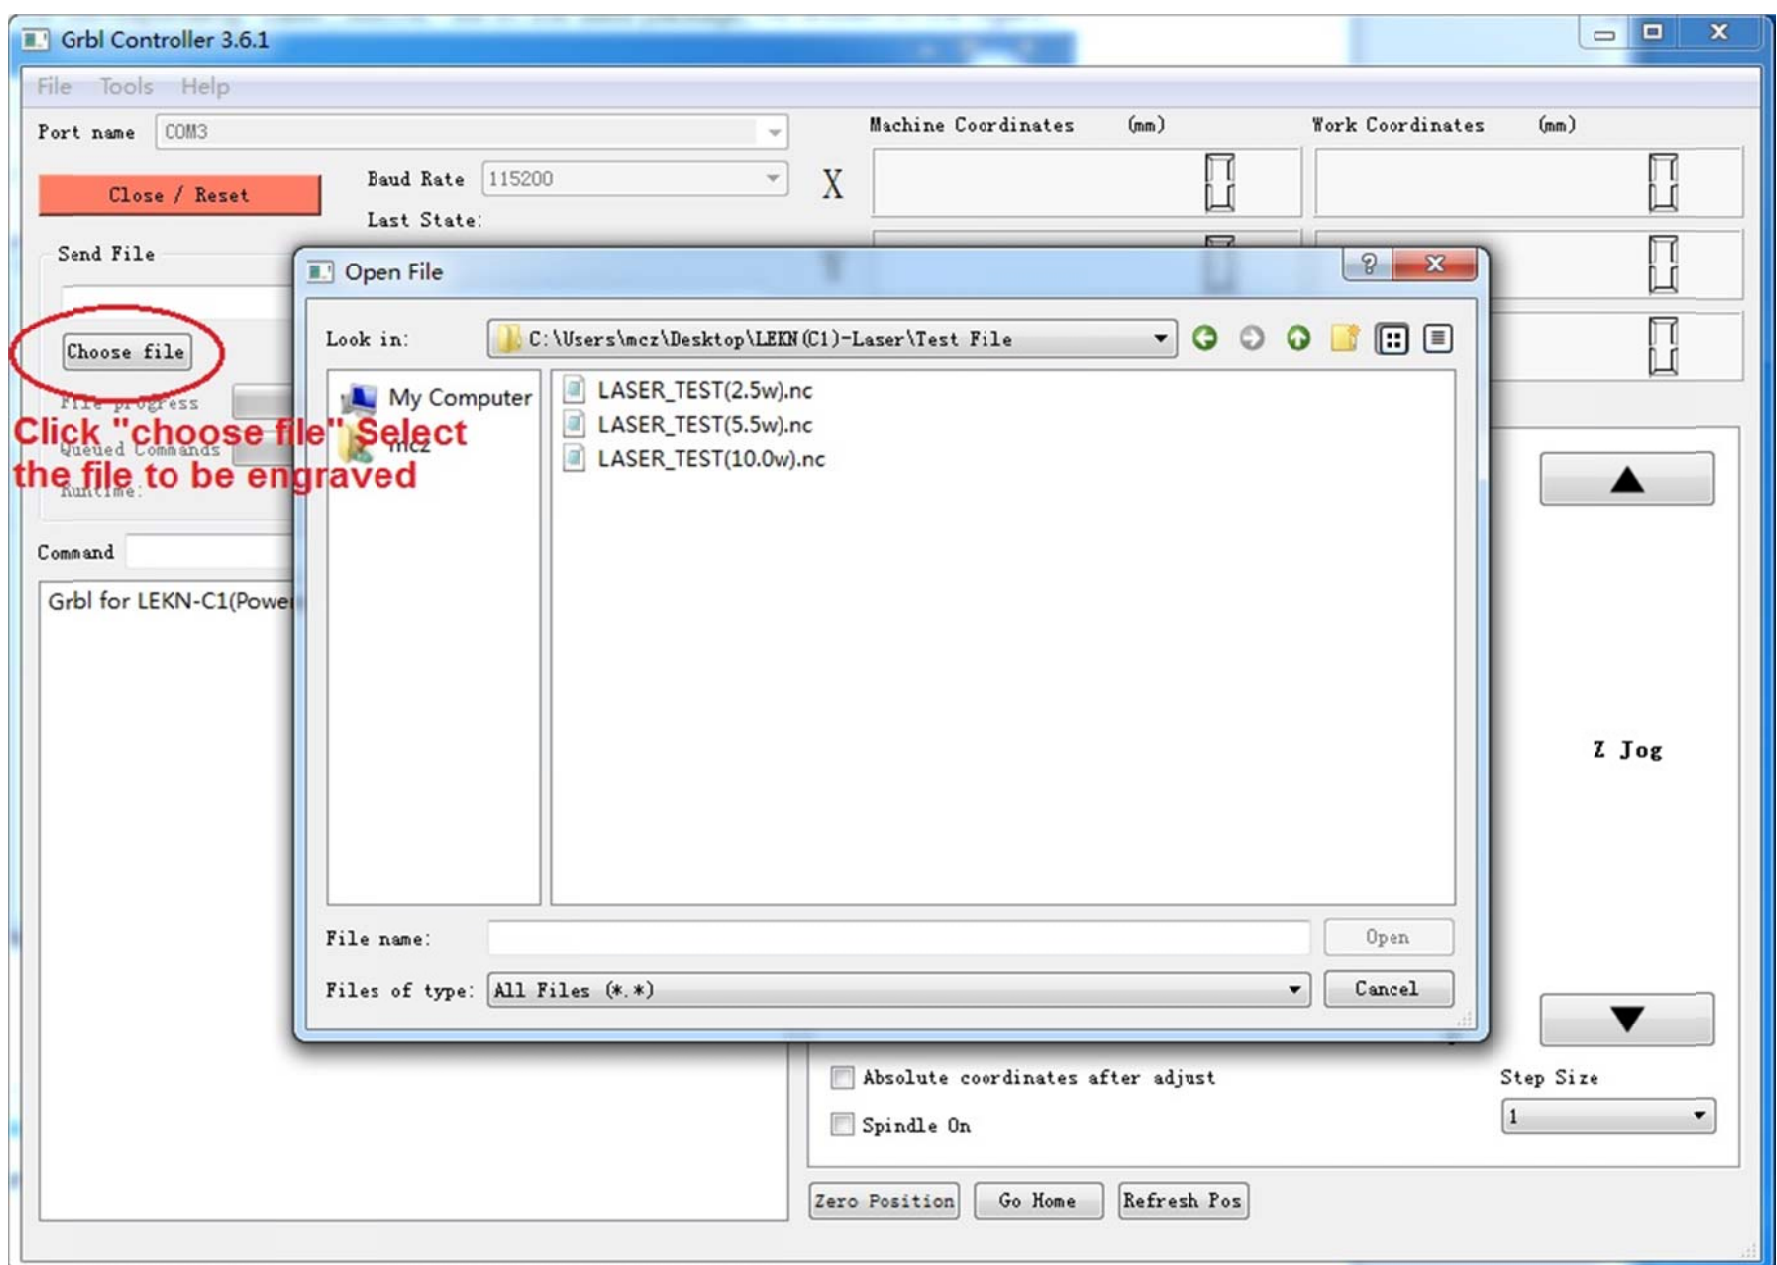 Grbl Controller 3.6.1
File Tools Help
Port name COM3
Machine Coordinates (mm)
Work Coordinates (mm)
Close / Reset
Baud Rate 115200
Last State:
X
0
0
Send File
Open File
0
Look in: C:\Users\mcz\Desktop\LEKN(C1)-Laser\Test File
0
Choose file
My Computer
mcz
LASER_TEST(2.5w).nc
LASER_TEST(5.5w).nc
LASER_TEST(10.0w).nc
File progress
Click "choose file" Select
Queued Commands
the file to be engraved
Runtime:
Command
Grbl for LEKN-C1(Power
Z Jog
File name:
Open
Files of type: All Files (*.*)
Cancel
Absolute coordinates after adjust
Step Size
Spindle On
1
Zero Position Go Home Refresh Pos